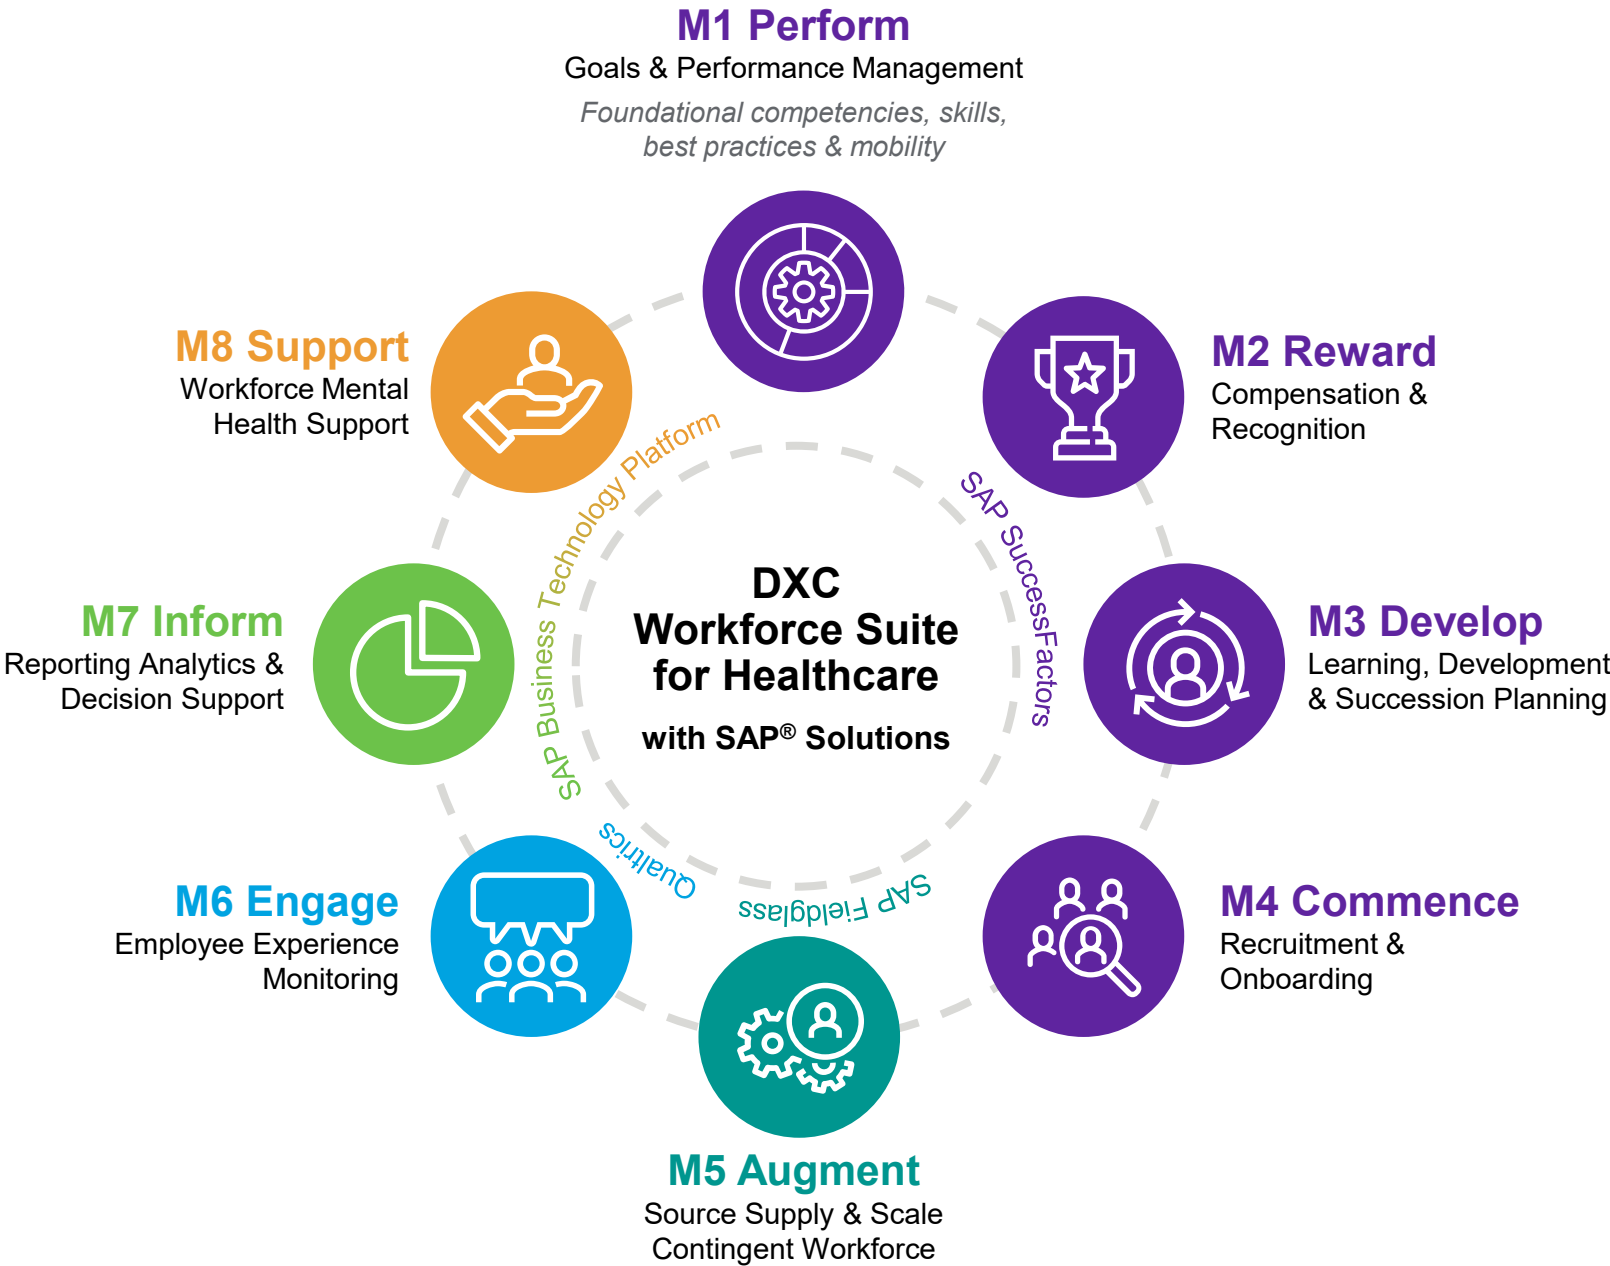 M1 Perform
Goals & Performance Management
Foundational competencies, skills,
best practices & mobility
M2 Reward
Compensation &
Recognition
M3 Develop
Learning, Development
& Succession Planning
M4 Commence
Recruitment &
Onboarding
M5 Augment
Source Supply & Scale
Contingent Workforce
M6 Engage
Employee Experience
Monitoring
M7 Inform
Reporting Analytics &
Decision Support
M8 Support
Workforce Mental
Health Support
SAP SuccessFactors
SAP Fieldglass
Qualtrics
SAP Business Technology Platform
DXC
Workforce Suite
for Healthcare
with SAP® Solutions